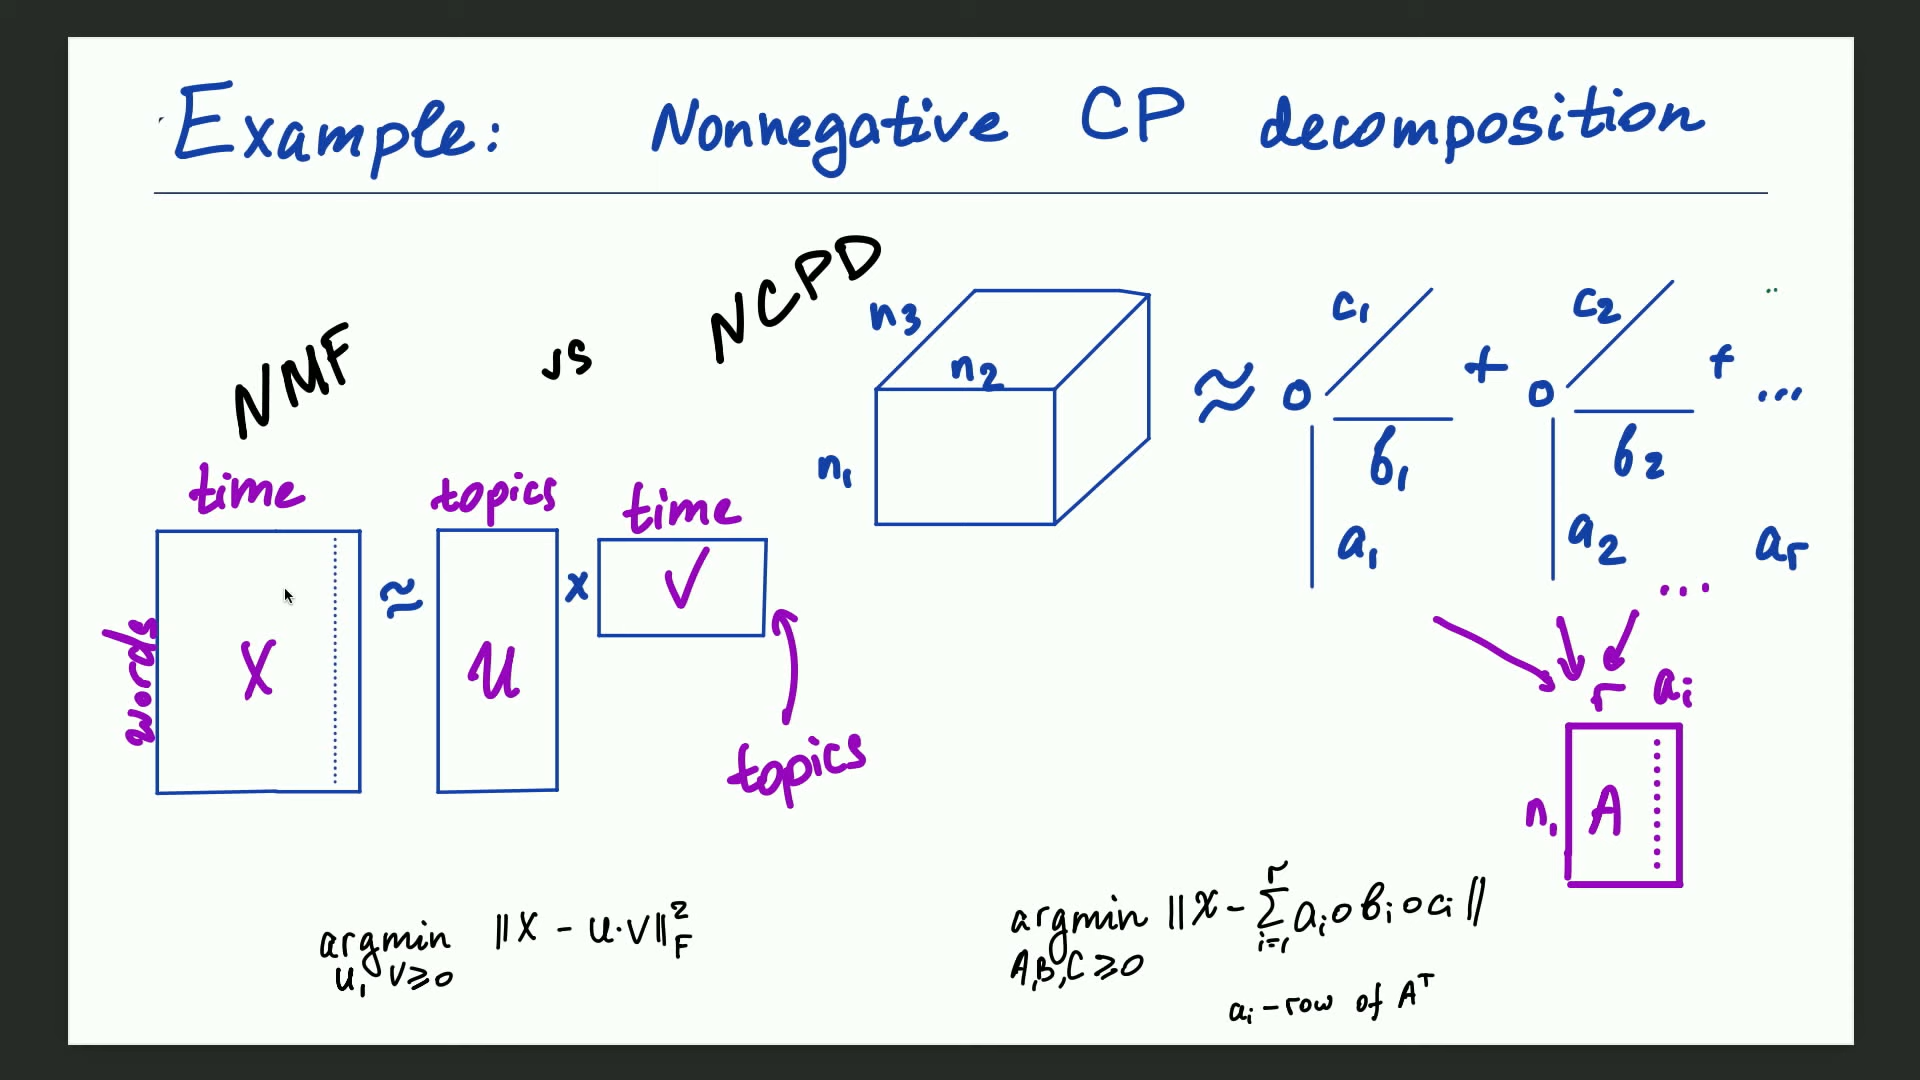 Example: Nonnegative CP decomposition
NMF vs NCPD
n3
n2
n1
≈
c1
o
b1
a1
+
c2
o
b2
a2
+ ...
ar
time
words
X
≈
topics
U
x
time
V
topics
...
r ai
n1
A
argmin ||X - U·V||²F
U, V ≥ 0
argmin ||X - Σ ai o bi o ci||
r
i=1
A,B,C ≥ 0
ai - row of Aᵀ